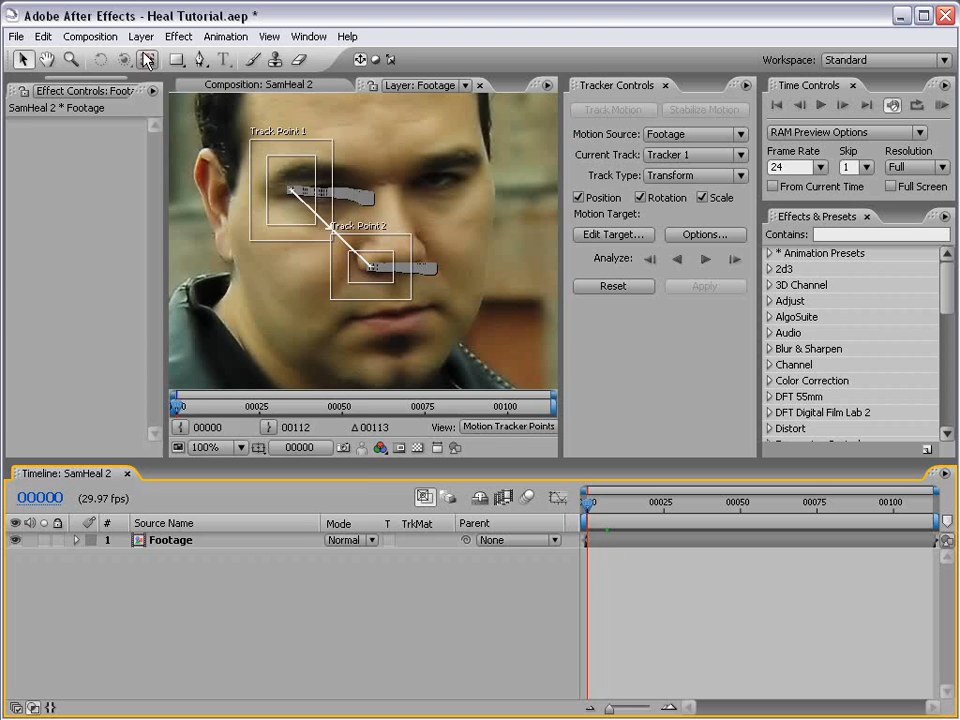 Adobe After Effects - Heal Tutorial.aep *
File Edit Composition Layer Effect Animation View Window Help
Workspace: Standard
Effect Controls: Foota
SamHeal 2 * Footage
Composition: SamHeal 2
Layer: Footage
Track Point 1
Track Point 2
00025 00050 00075 00100
00000 00112 Δ 00113 View: Motion Tracker Points
100% 00000
Tracker Controls
Track Motion Stabilize Motion
Motion Source: Footage
Current Track: Tracker 1
Track Type: Transform
Position Rotation Scale
Motion Target:
Edit Target... Options...
Analyze:
Reset Apply
Time Controls
RAM Preview Options
Frame Rate Skip Resolution
24 1 Full
From Current Time Full Screen
Effects & Presets
Contains:
* Animation Presets
2d3
3D Channel
Adjust
AlgoSuite
Audio
Blur & Sharpen
Channel
Color Correction
DFT 55mm
DFT Digital Film Lab 2
Distort
Timeline: SamHeal 2
00000 (29.97 fps)
# Source Name Mode T TrkMat Parent
00025 00050 00075 00100
1 Footage Normal None